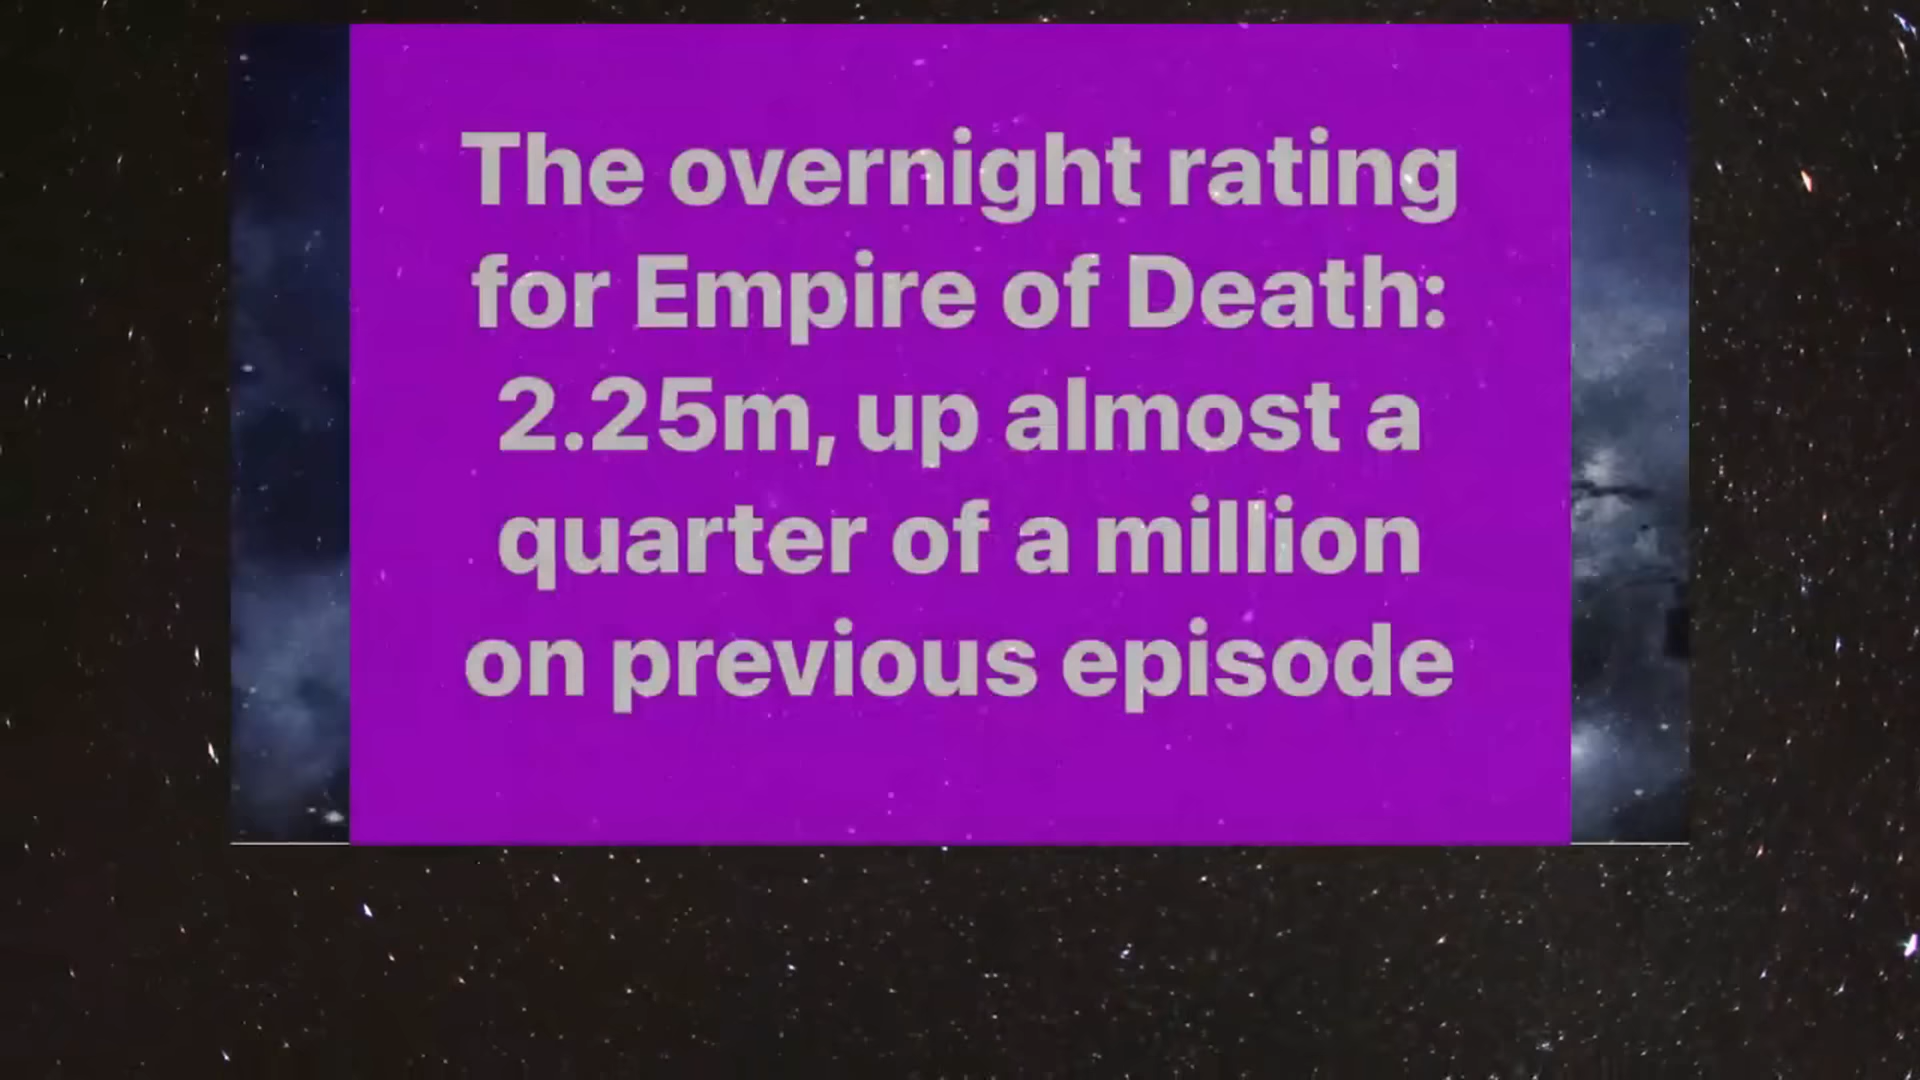 The overnight rating
for Empire of Death:
2.25m, up almost a
quarter of a million
on previous episode